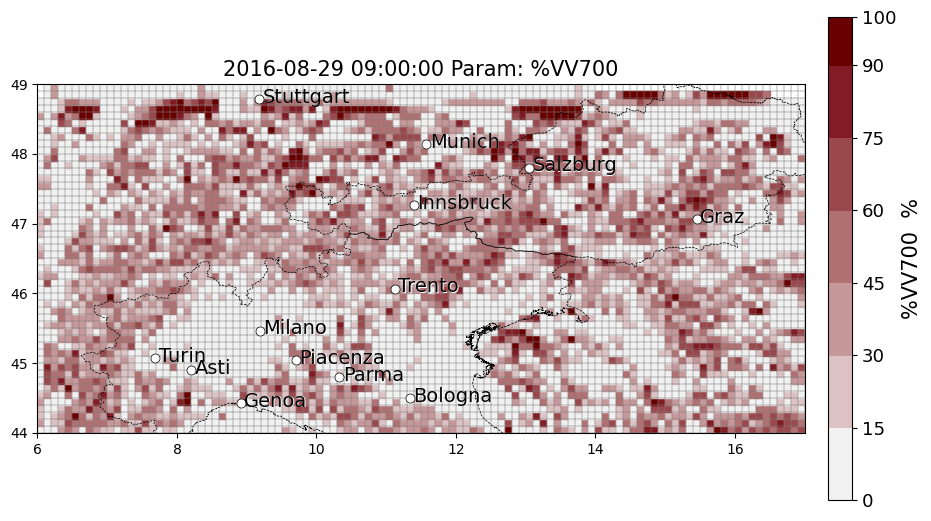 2016-08-29 09:00:00 Param: %VV700
100
90
75
60
45
30
15
0
%VV700 %
49
48
47
46
45
44
6
8
10
12
14
16
Stuttgart
Munich
Salzburg
Innsbruck
Graz
Trento
Milano
Turin
Piacenza
Asti
Parma
Genoa
Bologna